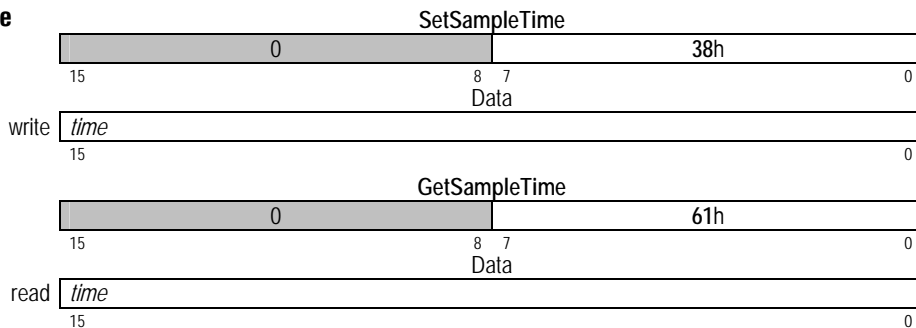 e
SetSampleTime
0 38h
15 8 7 0
Data
write time
15 0
GetSampleTime
0 61h
15 8 7 0
Data
read time
15 0